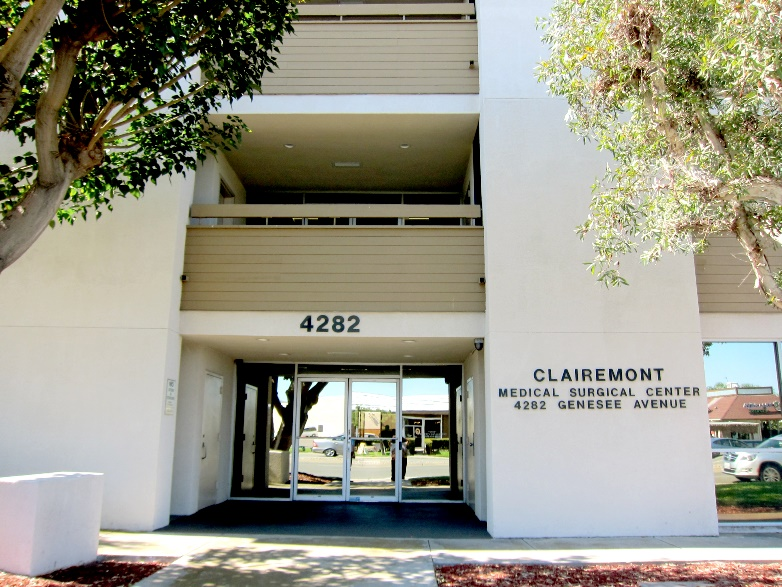 4282
CLAIREMONT
MEDICAL SURGICAL CENTER
4282 GENESEE AVENUE